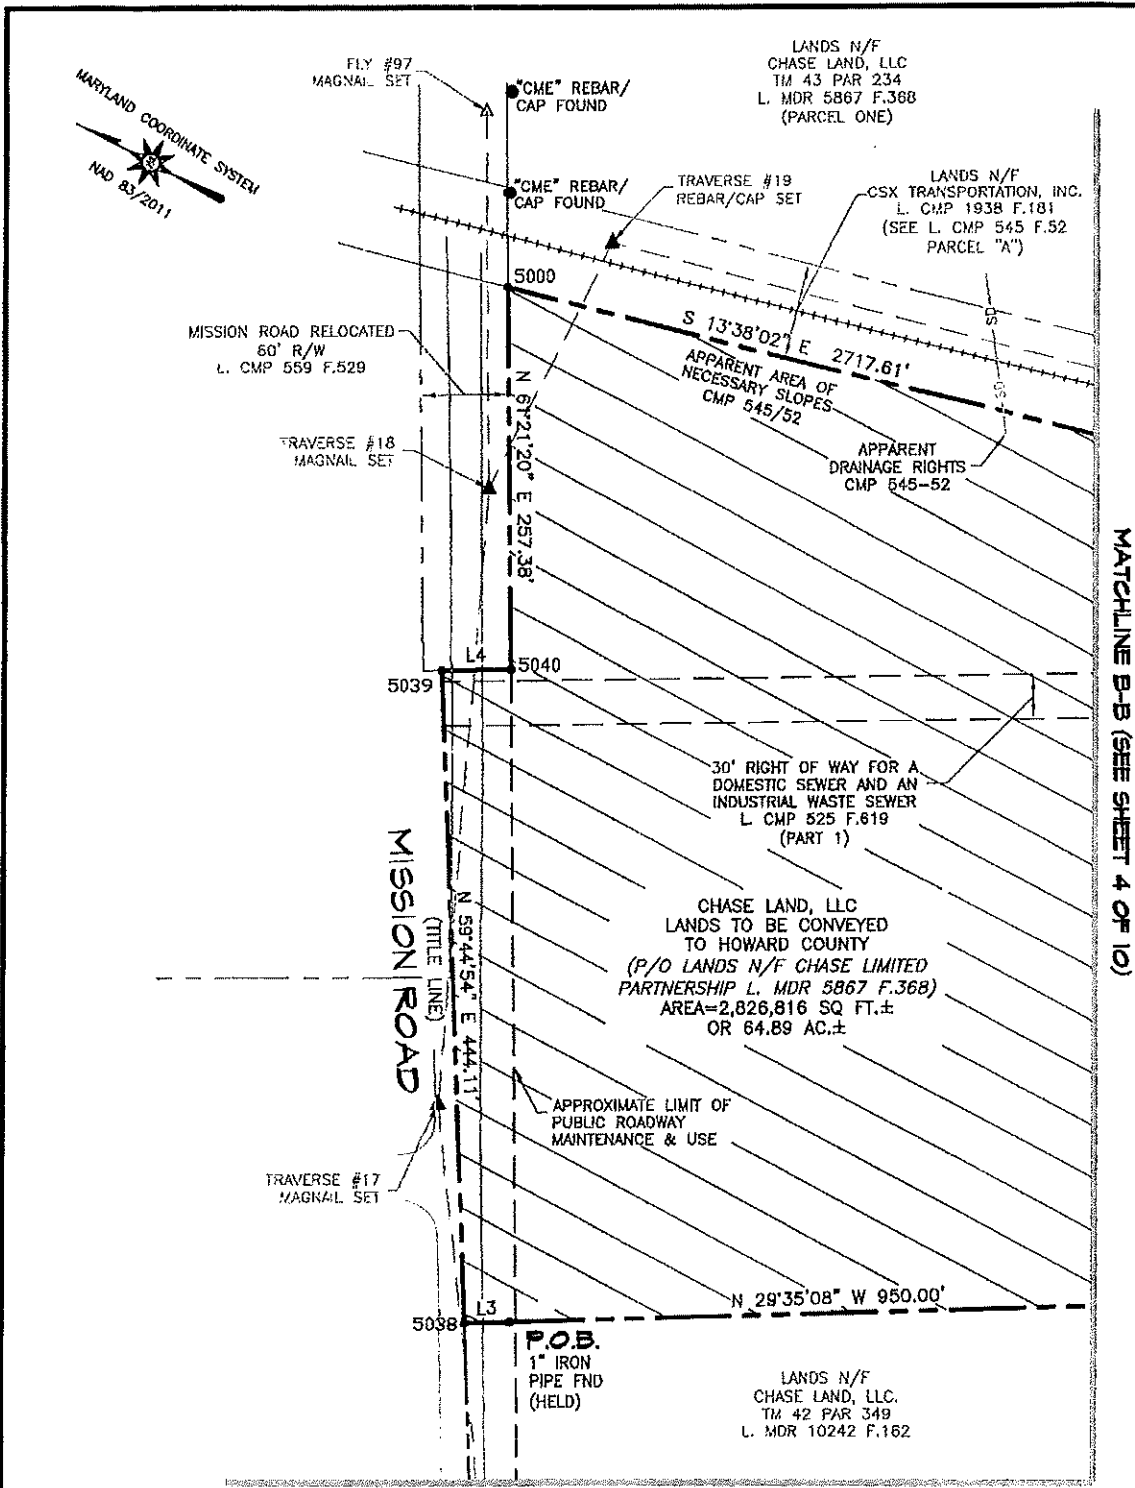 LANDS N/F
CHASE LAND, LLC
TM 43 PAR 234
L. MDR 5867 F.368
(PARCEL ONE)
FLY #97
MAGNAIL SET
"CME" REBAR/
CAP FOUND
MARYLAND COORDINATE SYSTEM
NAD 83/2011
"CME" REBAR/
CAP FOUND
TRAVERSE #19
REBAR/CAP SET
LANDS N/F
CSX TRANSPORTATION, INC.
L. CMP 1938 F.181
(SEE L. CMP 545 F.52
PARCEL "A")
5000
SD
SD
S 13°38'02" E 2717.61'
MISSION ROAD RELOCATED
60' R/W
L. CMP 559 F.529
APPARENT AREA OF
NECESSARY SLOPES
CMP 545/52
N 61°21'20" E 257.38'
TRAVERSE #18
MAGNAIL SET
APPARENT
DRAINAGE RIGHTS
CMP 545-52
MATCHLINE B-B (SEE SHEET 4 OF 10)
L4
5040
5039
30' RIGHT OF WAY FOR A
DOMESTIC SEWER AND AN
INDUSTRIAL WASTE SEWER
L. CMP 525 F.619
(PART 1)
MISSION ROAD
(TITLE LINE)
N 59°44'54" E 444.11'
CHASE LAND, LLC
LANDS TO BE CONVEYED
TO HOWARD COUNTY
(P/O LANDS N/F CHASE LIMITED
PARTNERSHIP L. MDR 5867 F.368)
AREA=2,826,816 SQ FT.±
OR 64.89 AC.±
APPROXIMATE LIMIT OF
PUBLIC ROADWAY
MAINTENANCE & USE
TRAVERSE #17
MAGNAIL SET
N 29°35'08" W 950.00'
5038
L3
P.O.B.
1" IRON
PIPE FND
(HELD)
LANDS N/F
CHASE LAND, LLC.
TM 42 PAR 349
L. MDR 10242 F.162